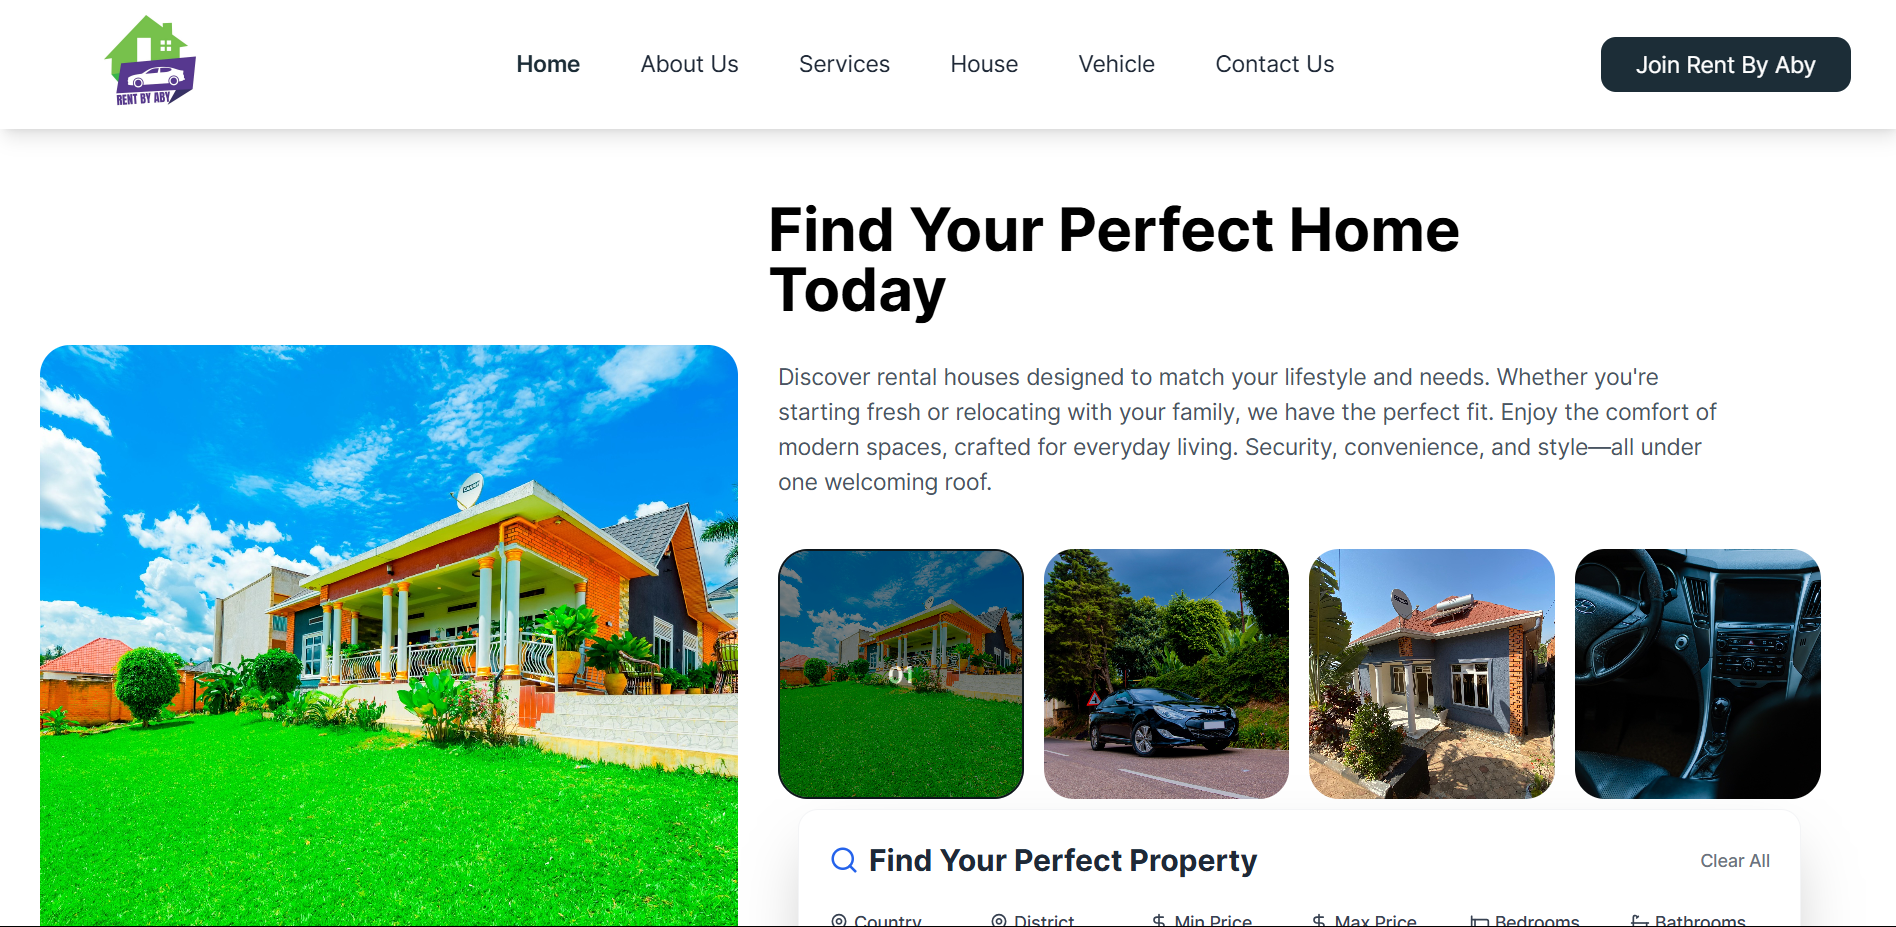 RENT BY ABY
Home
About Us
Services
House
Vehicle
Contact Us
Join Rent By Aby
Find Your Perfect Home
Today
Discover rental houses designed to match your lifestyle and needs. Whether you're
starting fresh or relocating with your family, we have the perfect fit. Enjoy the comfort of
modern spaces, crafted for everyday living. Security, convenience, and style—all under
one welcoming roof.
01
Find Your Perfect Property
Clear All
Country
District
Min Price
Max Price
Bedrooms
Bathrooms